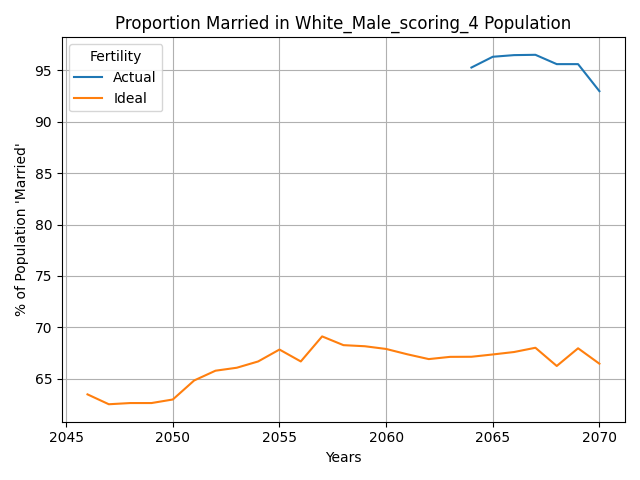 Proportion Married in White_Male_scoring_4 Population
Fertility
Actual
Ideal
% of Population 'Married'
95
90
85
80
75
70
65
2045
2050
2055
2060
2065
2070
Years